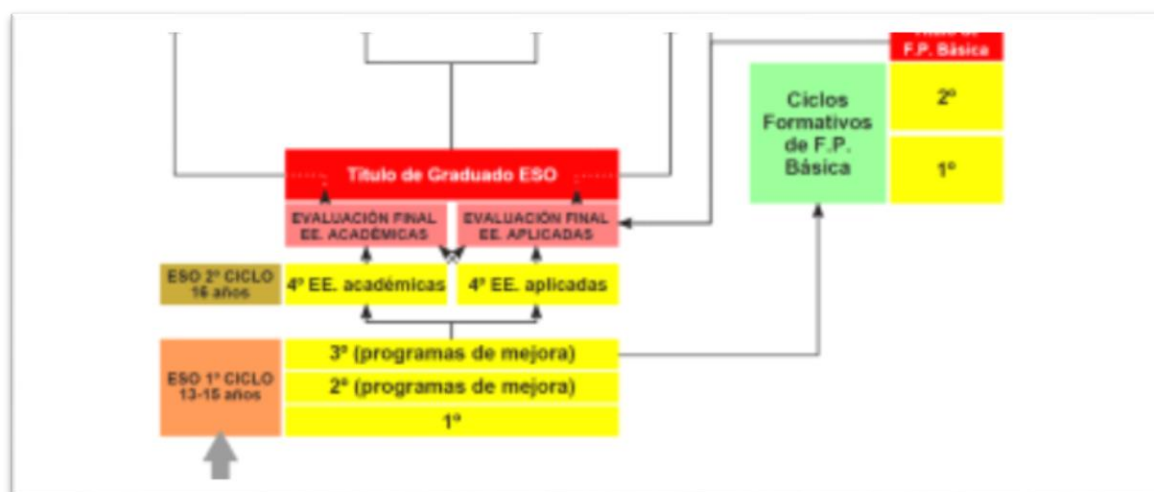 F.P. Básica
Ciclos
Formativos
de F.P.
Básica
2º
1º
Título de Graduado ESO
EVALUACIÓN FINAL
EE. ACADÉMICAS
EVALUACIÓN FINAL
EE. APLICADAS
ESO 2º CICLO
16 años
4º EE. académicas
4º EE. aplicadas
ESO 1º CICLO
13-15 años
3º (programas de mejora)
2º (programas de mejora)
1º